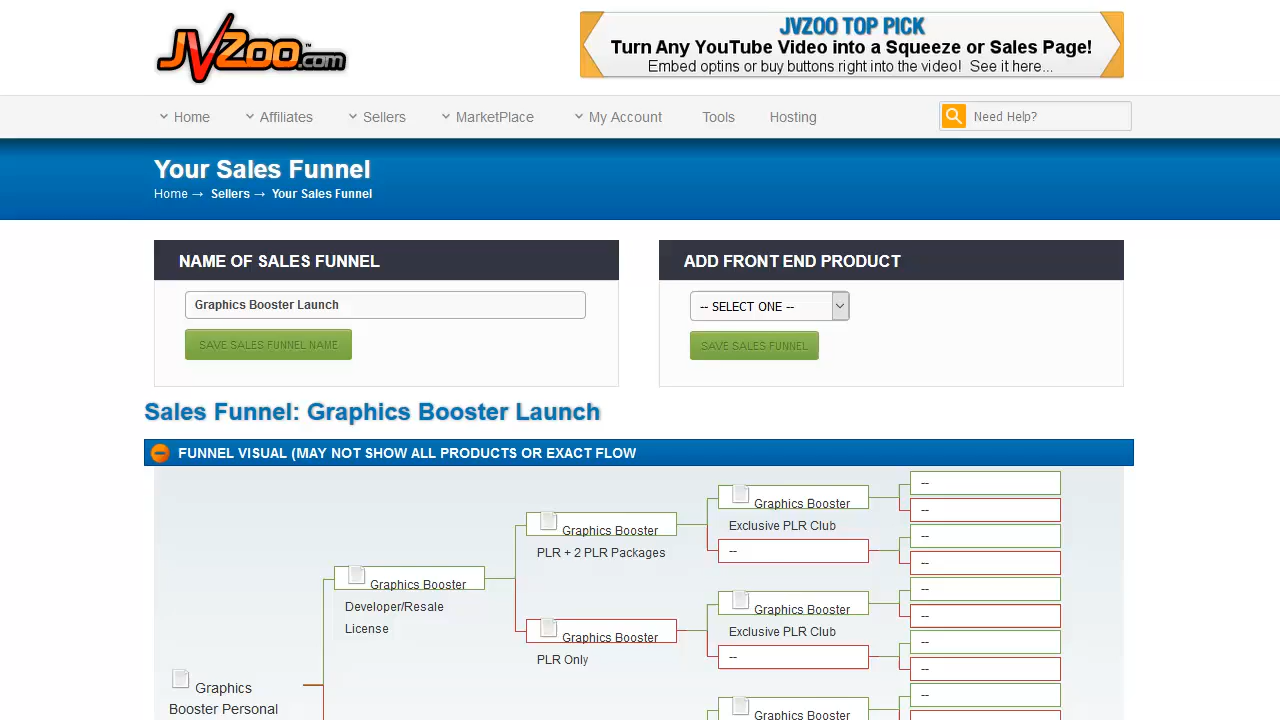 JVZoo.com™
JVZOO TOP PICK
Turn Any YouTube Video into a Squeeze or Sales Page!
Embed optins or buy buttons right into the video! See it here...
Home Affiliates Sellers MarketPlace My Account Tools Hosting Need Help?
Your Sales Funnel
Home → Sellers → Your Sales Funnel
NAME OF SALES FUNNEL
Graphics Booster Launch
SAVE SALES FUNNEL NAME
ADD FRONT END PRODUCT
-- SELECT ONE --
SAVE SALES FUNNEL
Sales Funnel: Graphics Booster Launch
FUNNEL VISUAL (MAY NOT SHOW ALL PRODUCTS OR EXACT FLOW
Graphics
Booster Personal
Graphics Booster
Developer/Resale
License
Graphics Booster
PLR + 2 PLR Packages
Graphics Booster
PLR Only
Graphics Booster
Exclusive PLR Club
--
Graphics Booster
Exclusive PLR Club
--
Graphics Booster
--
--
--
--
--
--
--
--
--